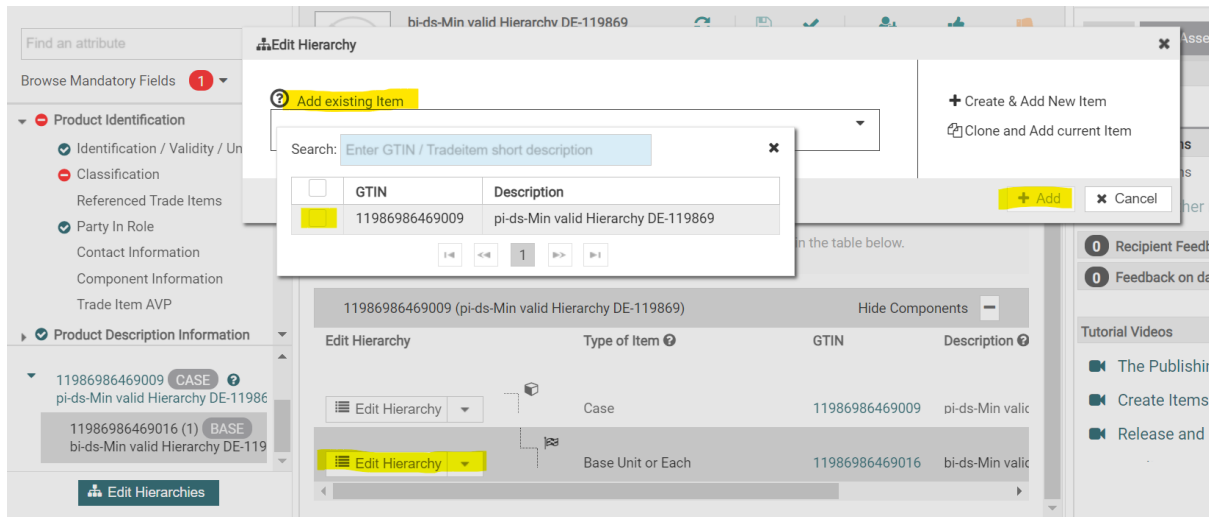 bi-ds-Min valid Hierarchy DE-119869
Find an attribute
Browse Mandatory Fields 1
Product Identification
Identification / Validity / Un
Classification
Referenced Trade Items
Party In Role
Contact Information
Component Information
Trade Item AVP
Product Description Information
11986986469009 CASE
pi-ds-Min valid Hierarchy DE-11986
11986986469016 (1) BASE
bi-ds-Min valid Hierarchy DE-119
Edit Hierarchies
Edit Hierarchy
Add existing Item
Create & Add New Item
Clone and Add current Item
Add
Cancel
Search: Enter GTIN / Tradeitem short description
GTIN Description
11986986469009 pi-ds-Min valid Hierarchy DE-119869
1
in the table below.
11986986469009 (pi-ds-Min valid Hierarchy DE-119869) Hide Components
Edit Hierarchy Type of Item GTIN Description
Edit Hierarchy Case 11986986469009 pi-ds-Min valic
Edit Hierarchy Base Unit or Each 11986986469016 bi-ds-Min valic
Asse
ns
ns
her
0 Recipient Feedb
0 Feedback on da
Tutorial Videos
The Publishin
Create Items
Release and